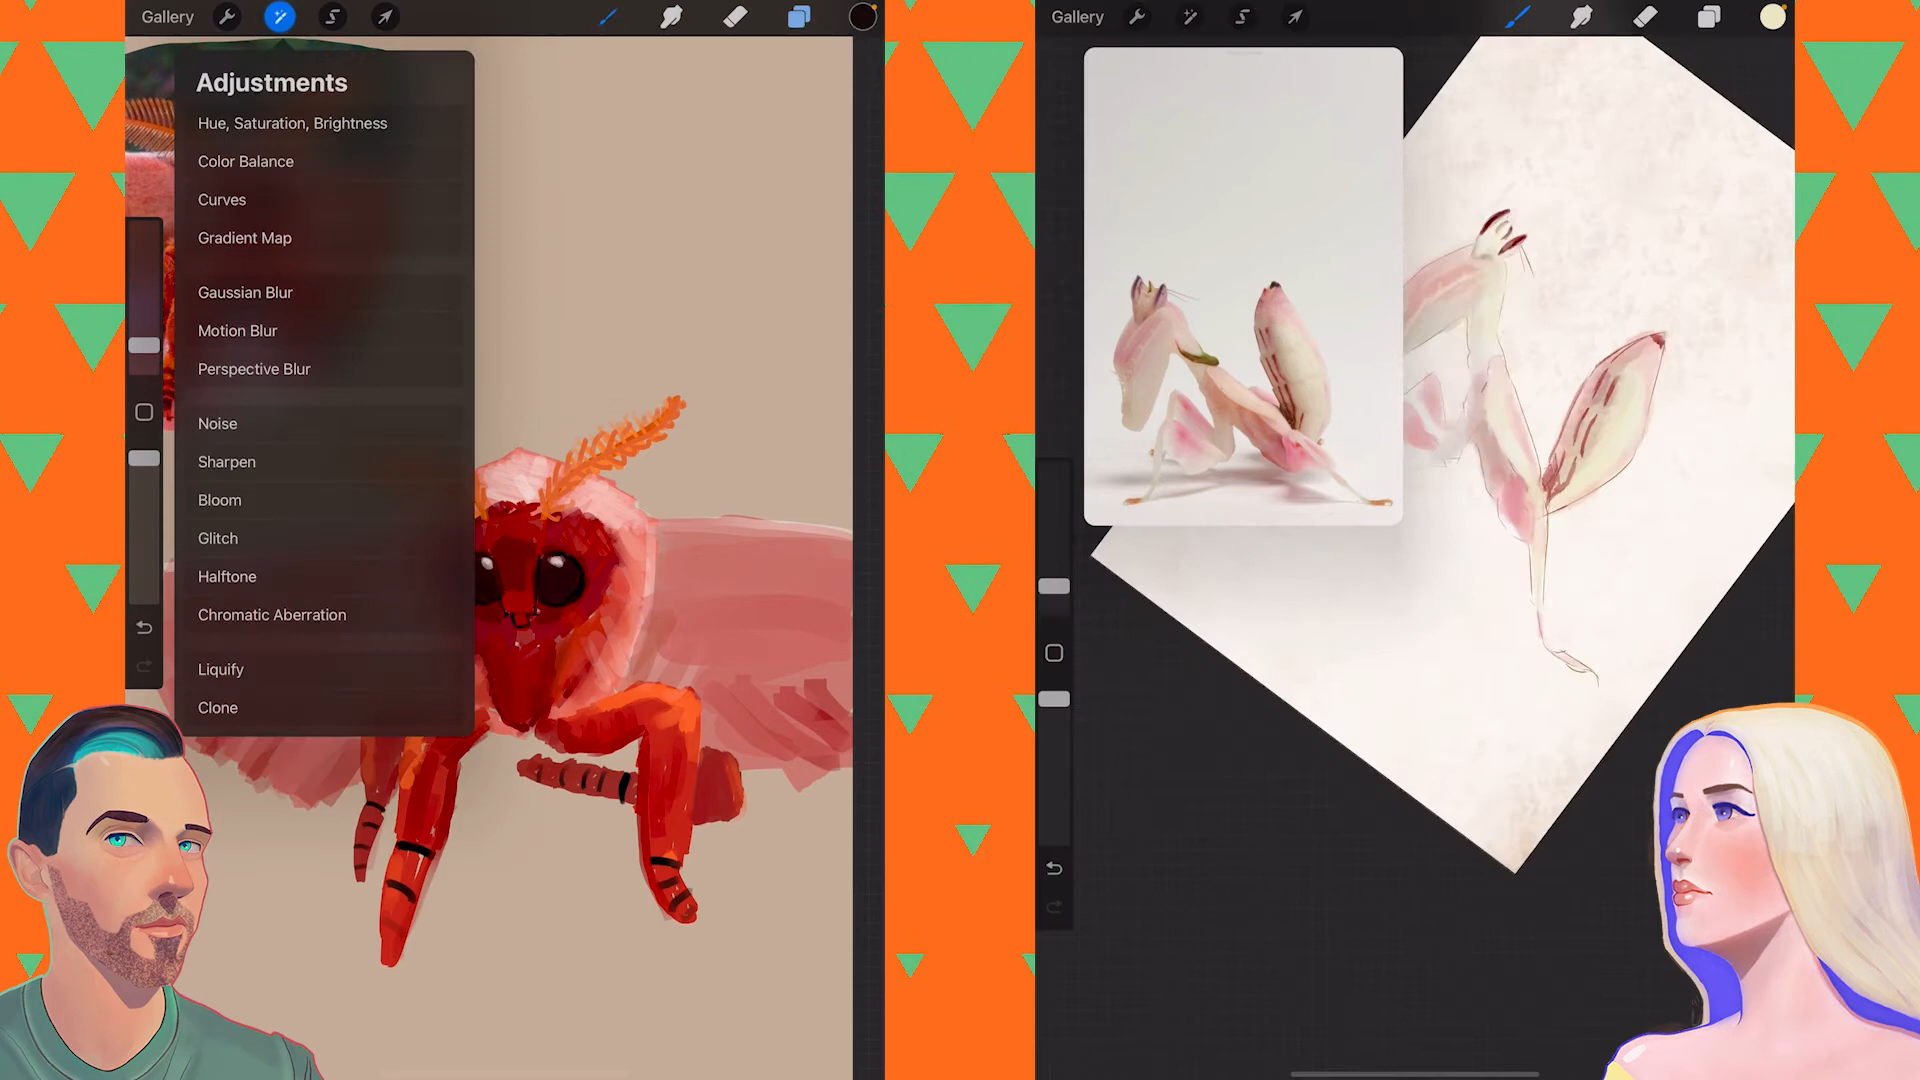 Gallery
Adjustments
Hue, Saturation, Brightness
Color Balance
Curves
Gradient Map
Gaussian Blur
Motion Blur
Perspective Blur
Noise
Sharpen
Bloom
Glitch
Halftone
Chromatic Aberration
Liquify
Clone
Gallery